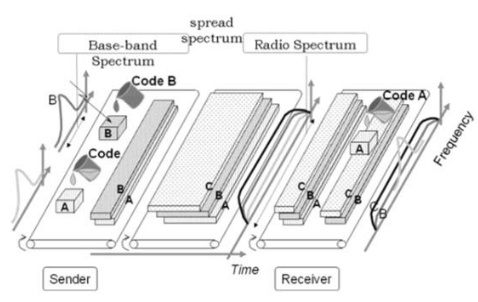 spread
spectrum
Base-band
Spectrum
Radio Spectrum
Code B
Code A
B
B
Code
A
A
B
A
C
B
A
C
B
A
C
B
A
C
B
Frequency
Time
Sender
Receiver